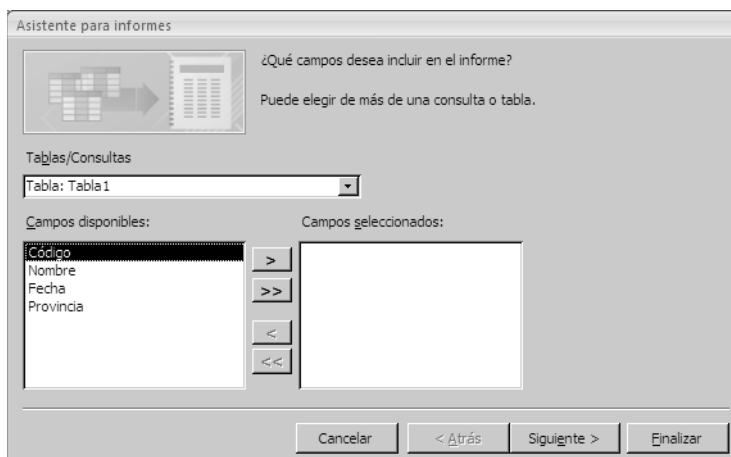 Asistente para informes
¿Qué campos desea incluir en el informe?
Puede elegir de más de una consulta o tabla.
Tablas/Consultas
Tabla: Tabla1
Campos disponibles:
Campos seleccionados:
Código
Nombre
Fecha
Provincia
>
>>
<
<<
Cancelar
< Atrás
Siguiente >
Finalizar